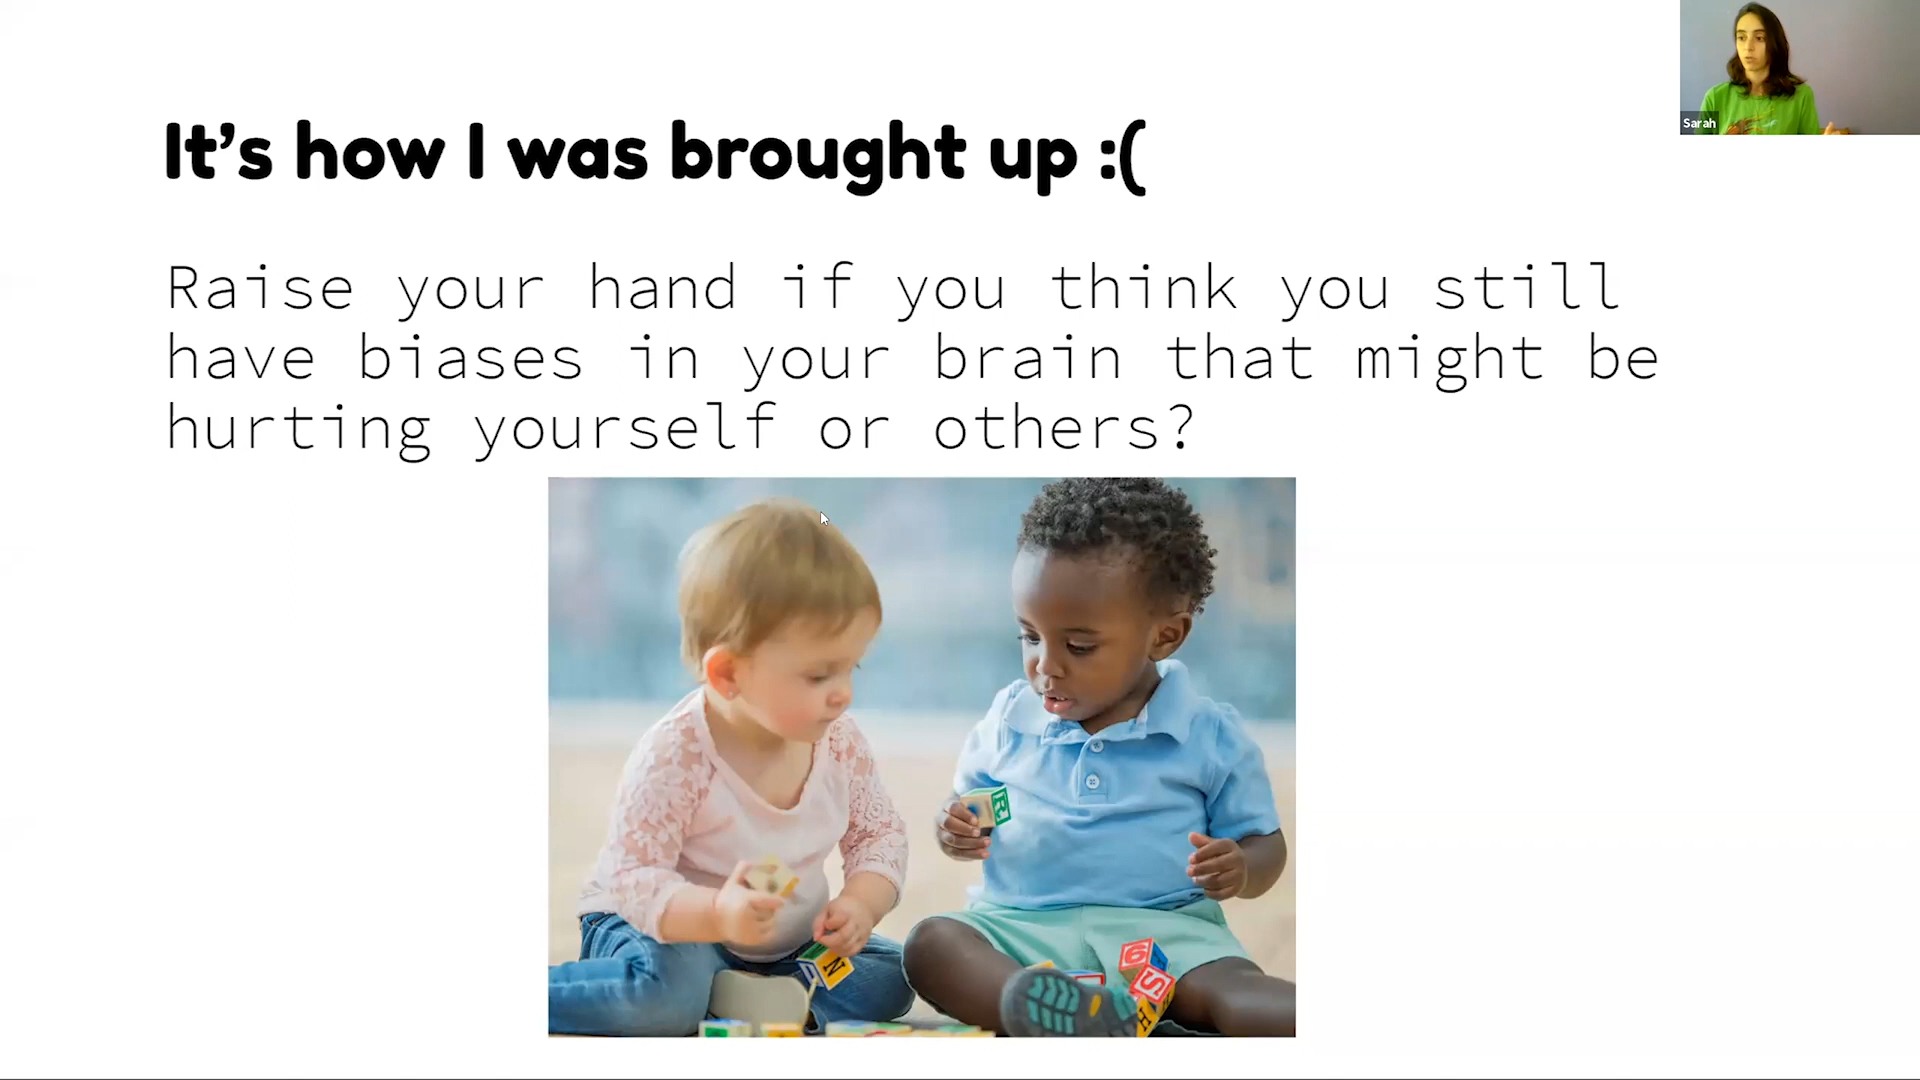 It’s how I was brought up :(
Sarah
Raise your hand if you think you still
have biases in your brain that might be
hurting yourself or others?
R
N
6
S
H